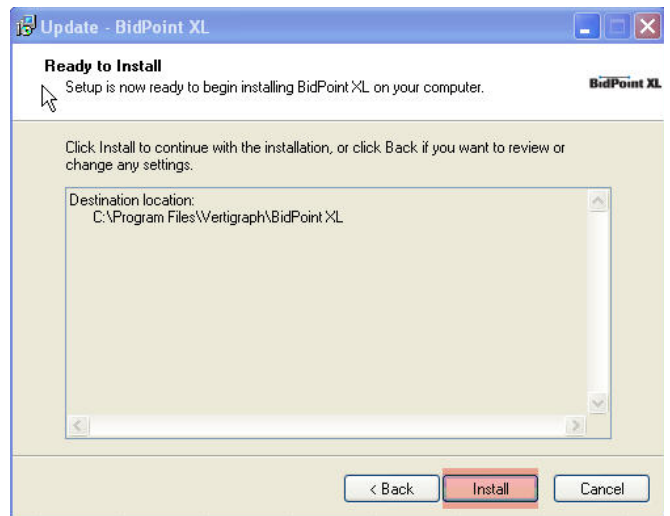 Update - BidPoint XL
Ready to Install
Setup is now ready to begin installing BidPoint XL on your computer.
BidPoint XL
Click Install to continue with the installation, or click Back if you want to review or
change any settings.
Destination location:
C:\Program Files\Vertigraph\BidPoint XL
< Back
Install
Cancel